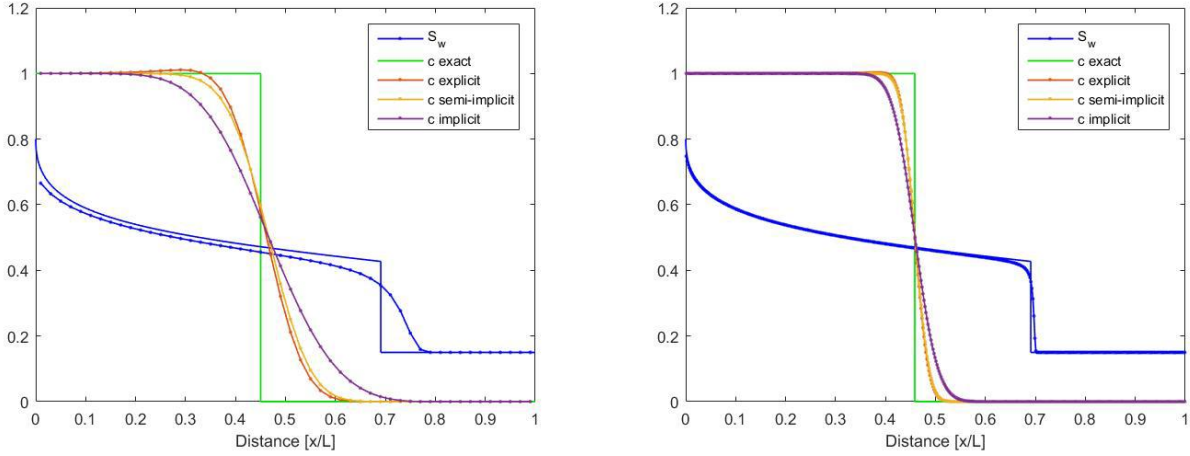 1.2
1
0.8
0.6
0.4
0.2
0
0 0.1 0.2 0.3 0.4 0.5 0.6 0.7 0.8 0.9 1
Distance [x/L]
S_w
c exact
c explicit
c semi-implicit
c implicit
1.2
1
0.8
0.6
0.4
0.2
0
0 0.1 0.2 0.3 0.4 0.5 0.6 0.7 0.8 0.9 1
Distance [x/L]
S_w
c exact
c explicit
c semi-implicit
c implicit